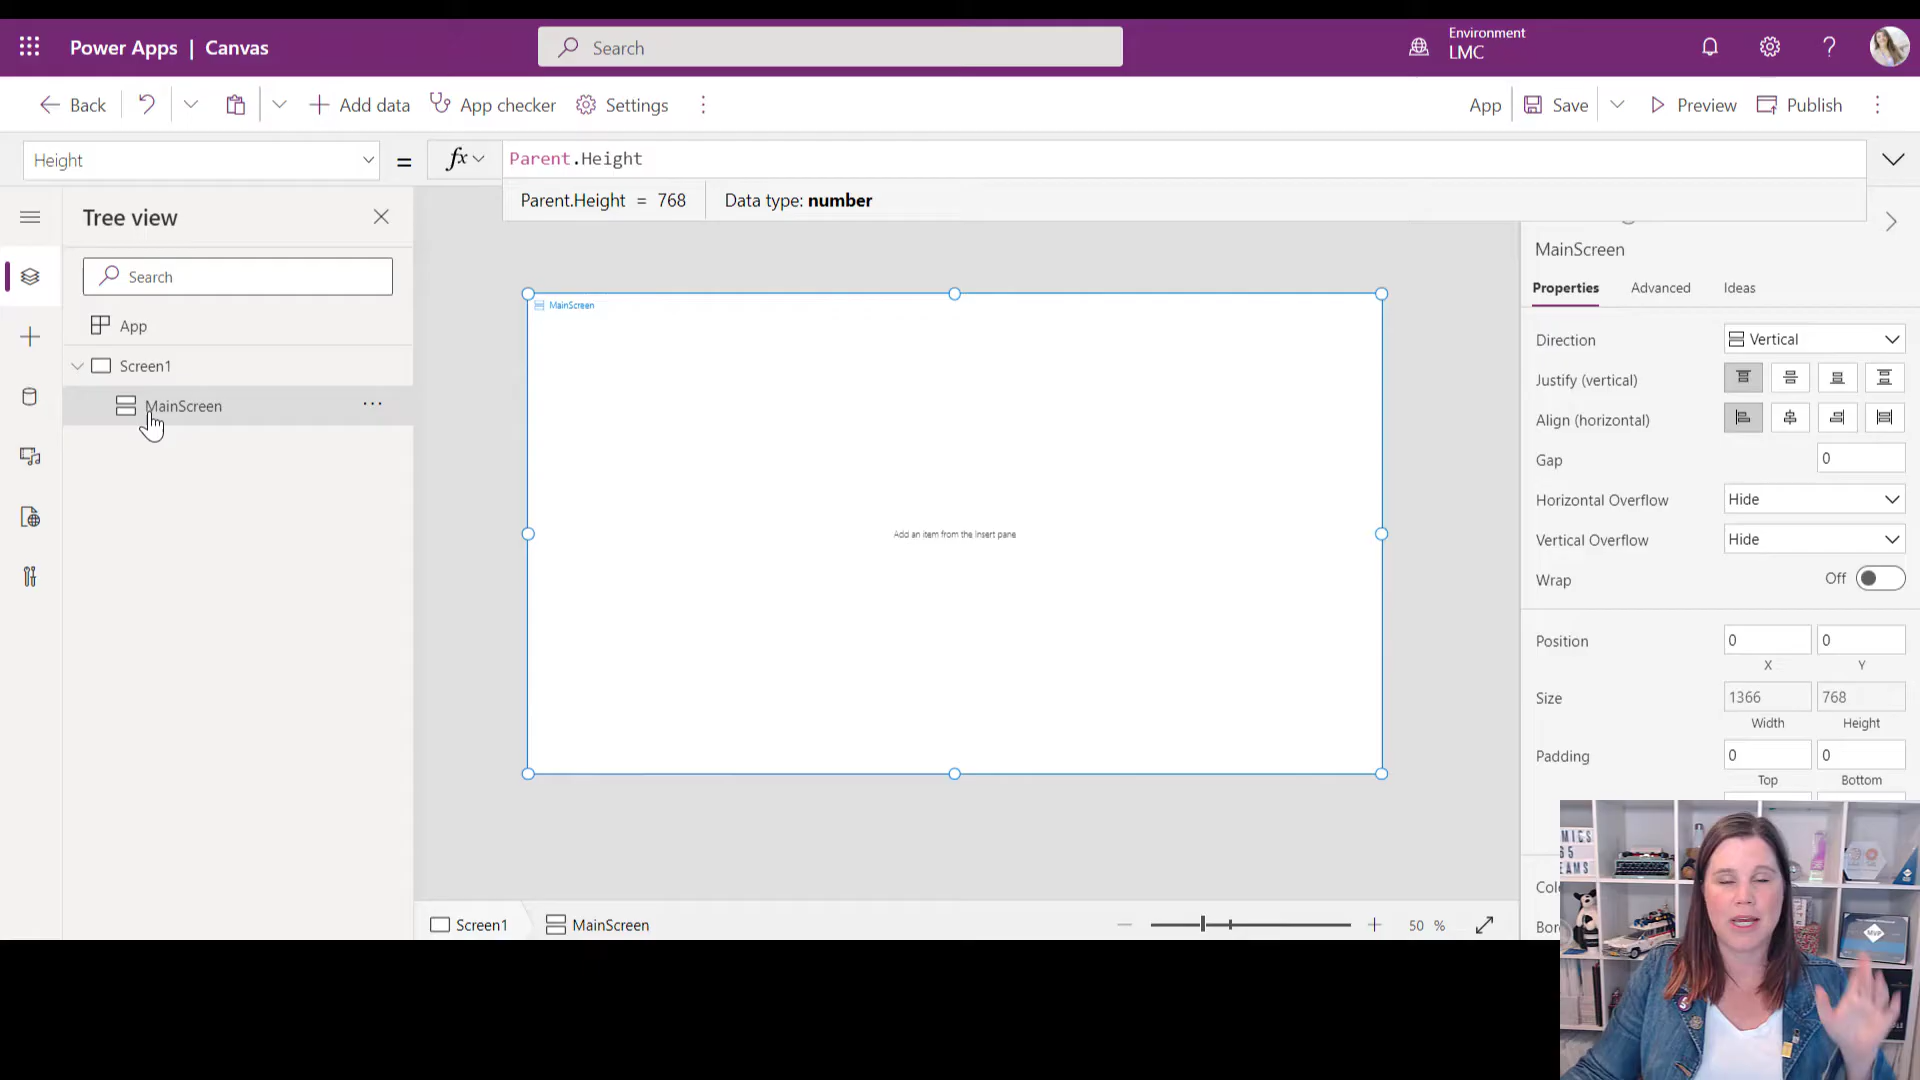 Power Apps | Canvas
Search
Environment
LMC
Back
Add data
App checker
Settings
App
Save
Preview
Publish
Height
=
fx
Parent.Height
Parent.Height = 768
Data type: number
Tree view
Search
App
Screen1
MainScreen
MainScreen
Add an item from the Insert pane
MainScreen
Properties
Advanced
Ideas
Direction
Vertical
Justify (vertical)
Align (horizontal)
Gap
0
Horizontal Overflow
Hide
Vertical Overflow
Hide
Wrap
Off
Position
0
0
X
Y
Size
1366
768
Width
Height
Padding
0
0
Top
Bottom
Screen1
MainScreen
50 %
MVP